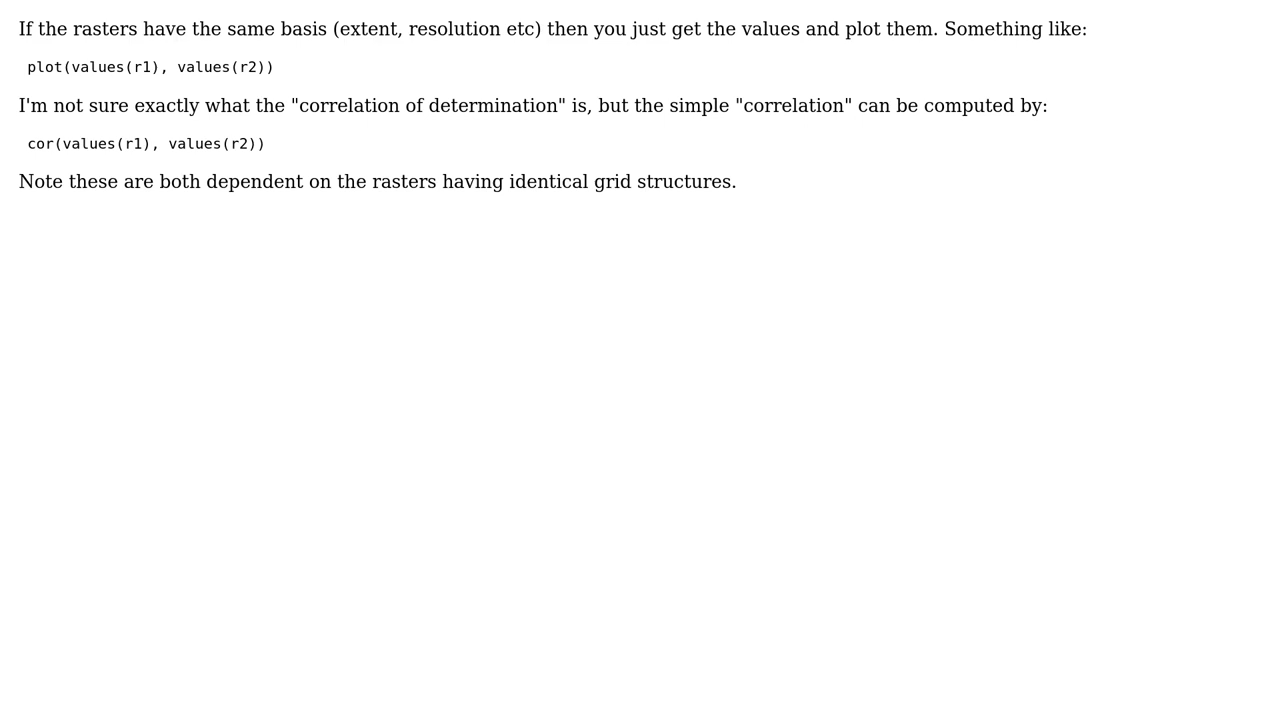 If the rasters have the same basis (extent, resolution etc) then you just get the values and plot them. Something like:
plot(values(r1), values(r2))
I'm not sure exactly what the "correlation of determination" is, but the simple "correlation" can be computed by:
cor(values(r1), values(r2))
Note these are both dependent on the rasters having identical grid structures.